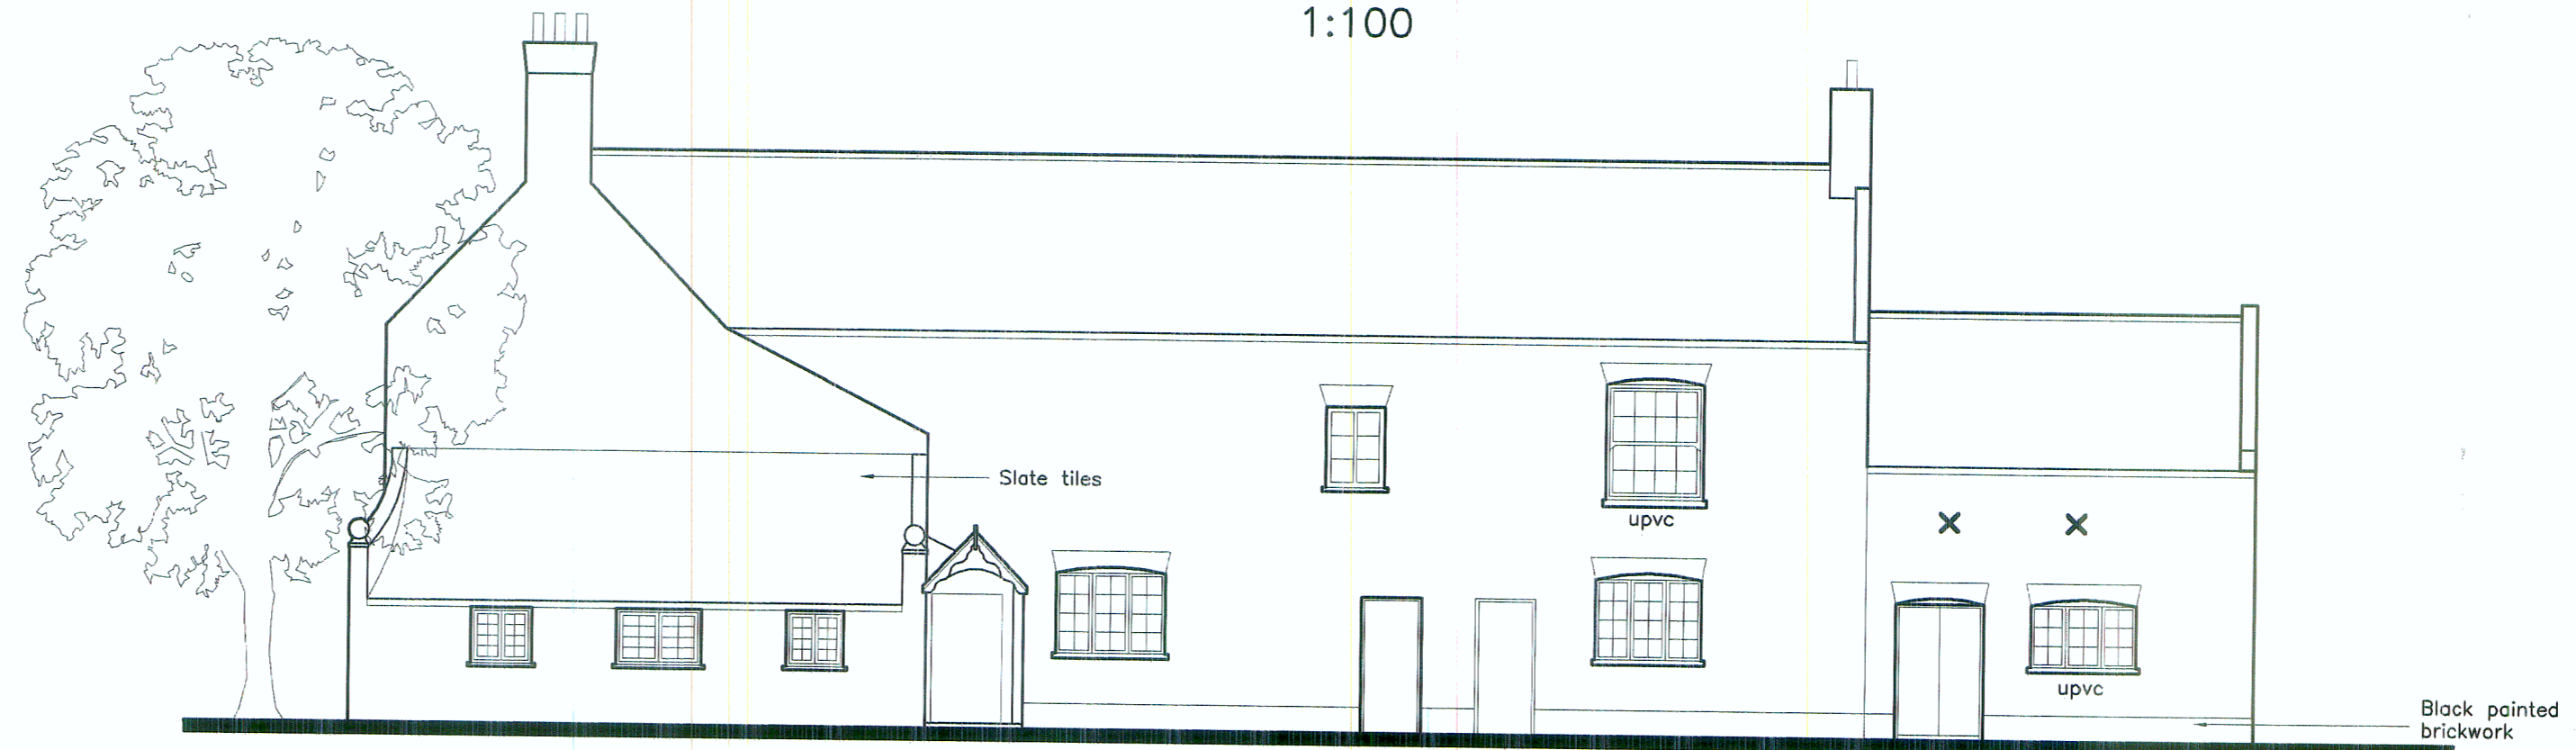 1:100
Slate tiles
upvc
upvc
Black painted
brickwork